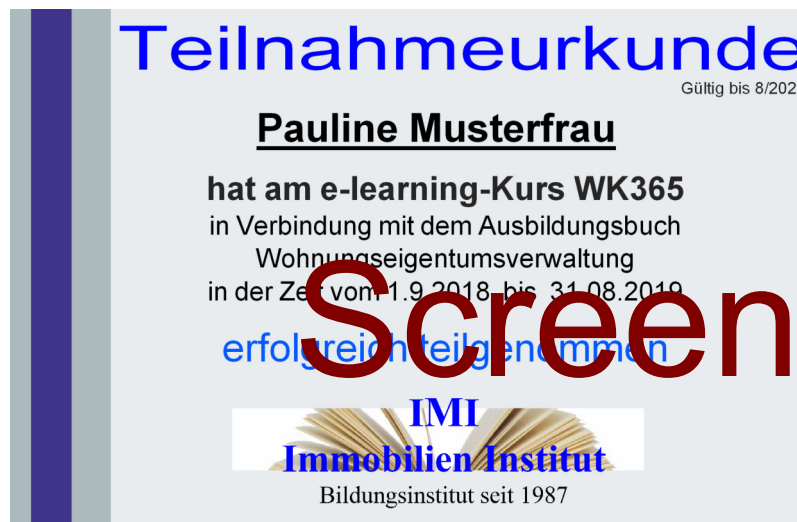 Teilnahmeurkunde
Gültig bis 8/202
Pauline Musterfrau
hat am e-learning-Kurs WK365
in Verbindung mit dem Ausbildungsbuch
Wohnungseigentumsverwaltung
in der Zeit vom 1.9.2018 bis 31.08.2019
erfolgreich teilgenommen
Screen
IMI
Immobilien Institut
Bildungsinstitut seit 1987